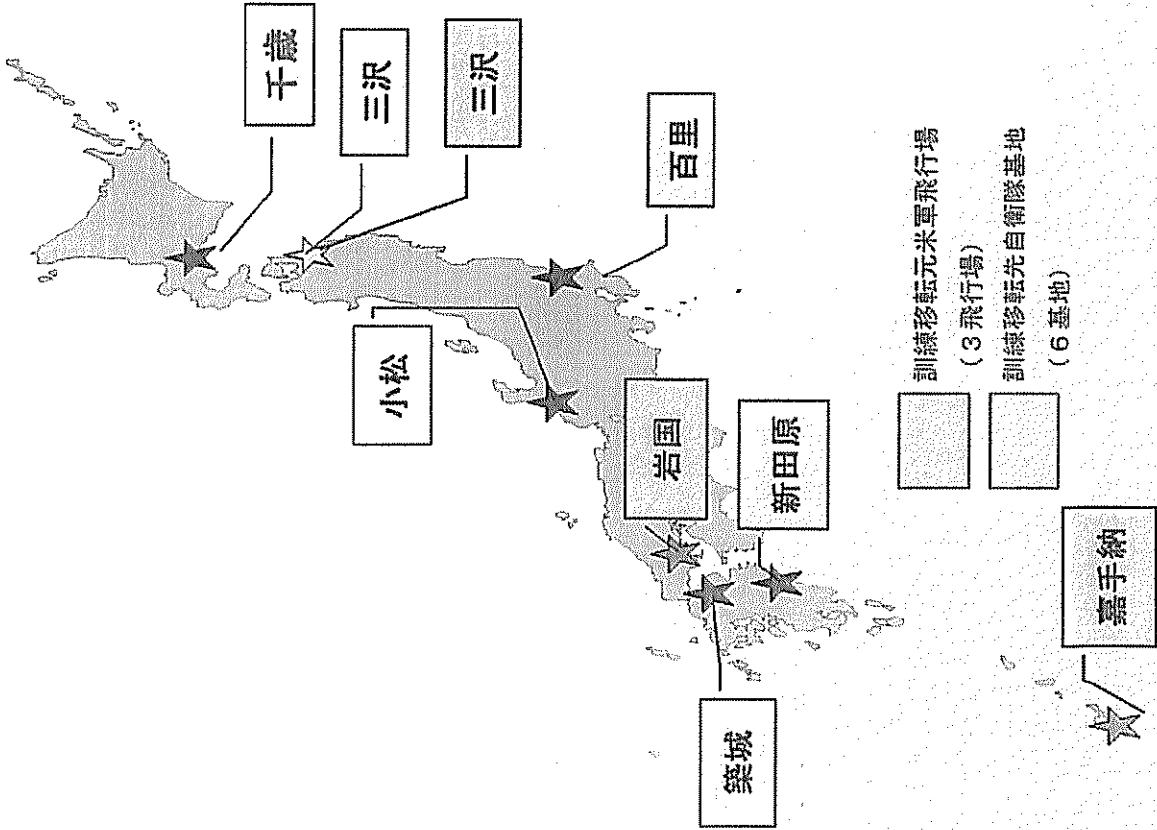 千歳
三沢
三沢
百里
小松
岩国
新田原
築城
嘉手納
訓練移転元米軍飛行場
(3飛行場)
訓練移転先自衛隊基地
(6基地)